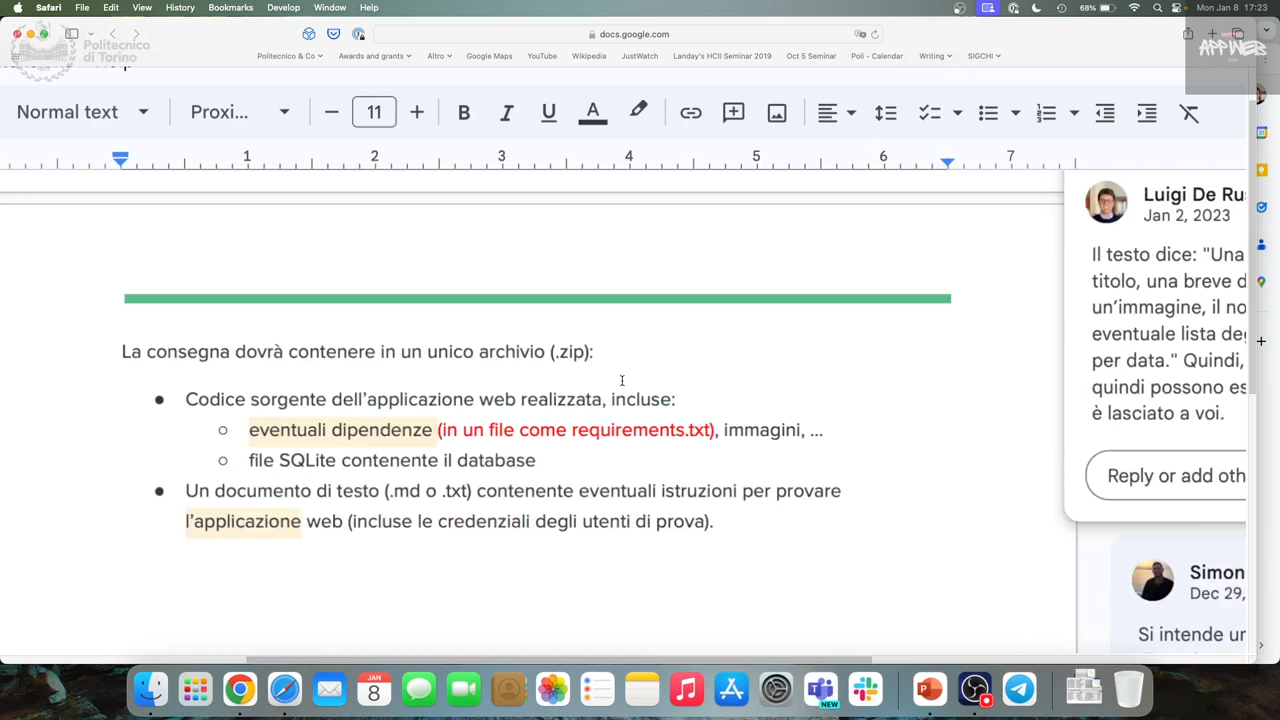 Safari File Edit View History Bookmarks Develop Window Help 68% Mon 8 Jan 17:23
Politecnico
di Torino
docs.google.com
INTRO
APPWEB
Politecnico & Co Awards and grants Altro Google Maps YouTube Wikipedia JustWatch Landay's HCII Seminar 2019 Oct 5 Seminar Poli - Calendar Writing SIGCHI
Normal text Proxi... 11 B I U A
1 2 3 4 5 6 7
Luigi De Ru
Jan 2, 2023
Il testo dice: "Una
titolo, una breve d
un'immagine, il no
eventuale lista deg
per data." Quindi,
quindi possono es
è lasciato a voi.
Reply or add oth
Simon
Dec 29,
Si intende ur
La consegna dovrà contenere in un unico archivio (.zip):
● Codice sorgente dell'applicazione web realizzata, incluse:
○ eventuali dipendenze (in un file come requirements.txt), immagini, ...
○ file SQLite contenente il database
● Un documento di testo (.md o .txt) contenente eventuali istruzioni per provare
l'applicazione web (incluse le credenziali degli utenti di prova).
JAN
8
NEW